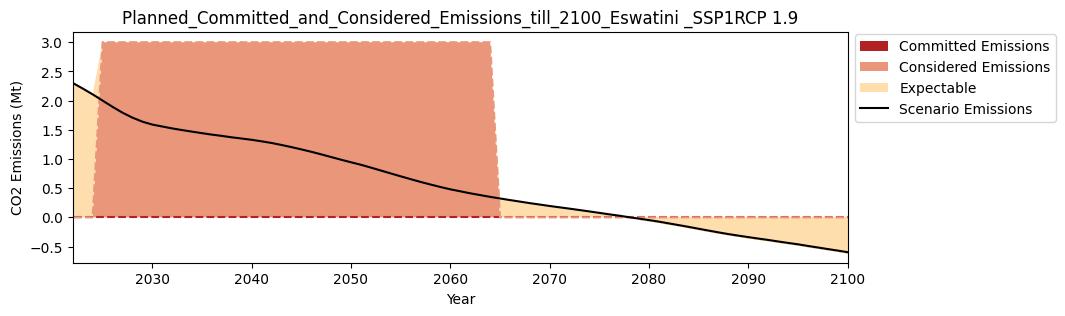 Planned_Committed_and_Considered_Emissions_till_2100_Eswatini _SSP1RCP 1.9
3.0
2.5
2.0
1.5
1.0
0.5
0.0
−0.5
CO2 Emissions (Mt)
2030
2040
2050
2060
2070
2080
2090
2100
Year
Committed Emissions
Considered Emissions
Expectable
Scenario Emissions